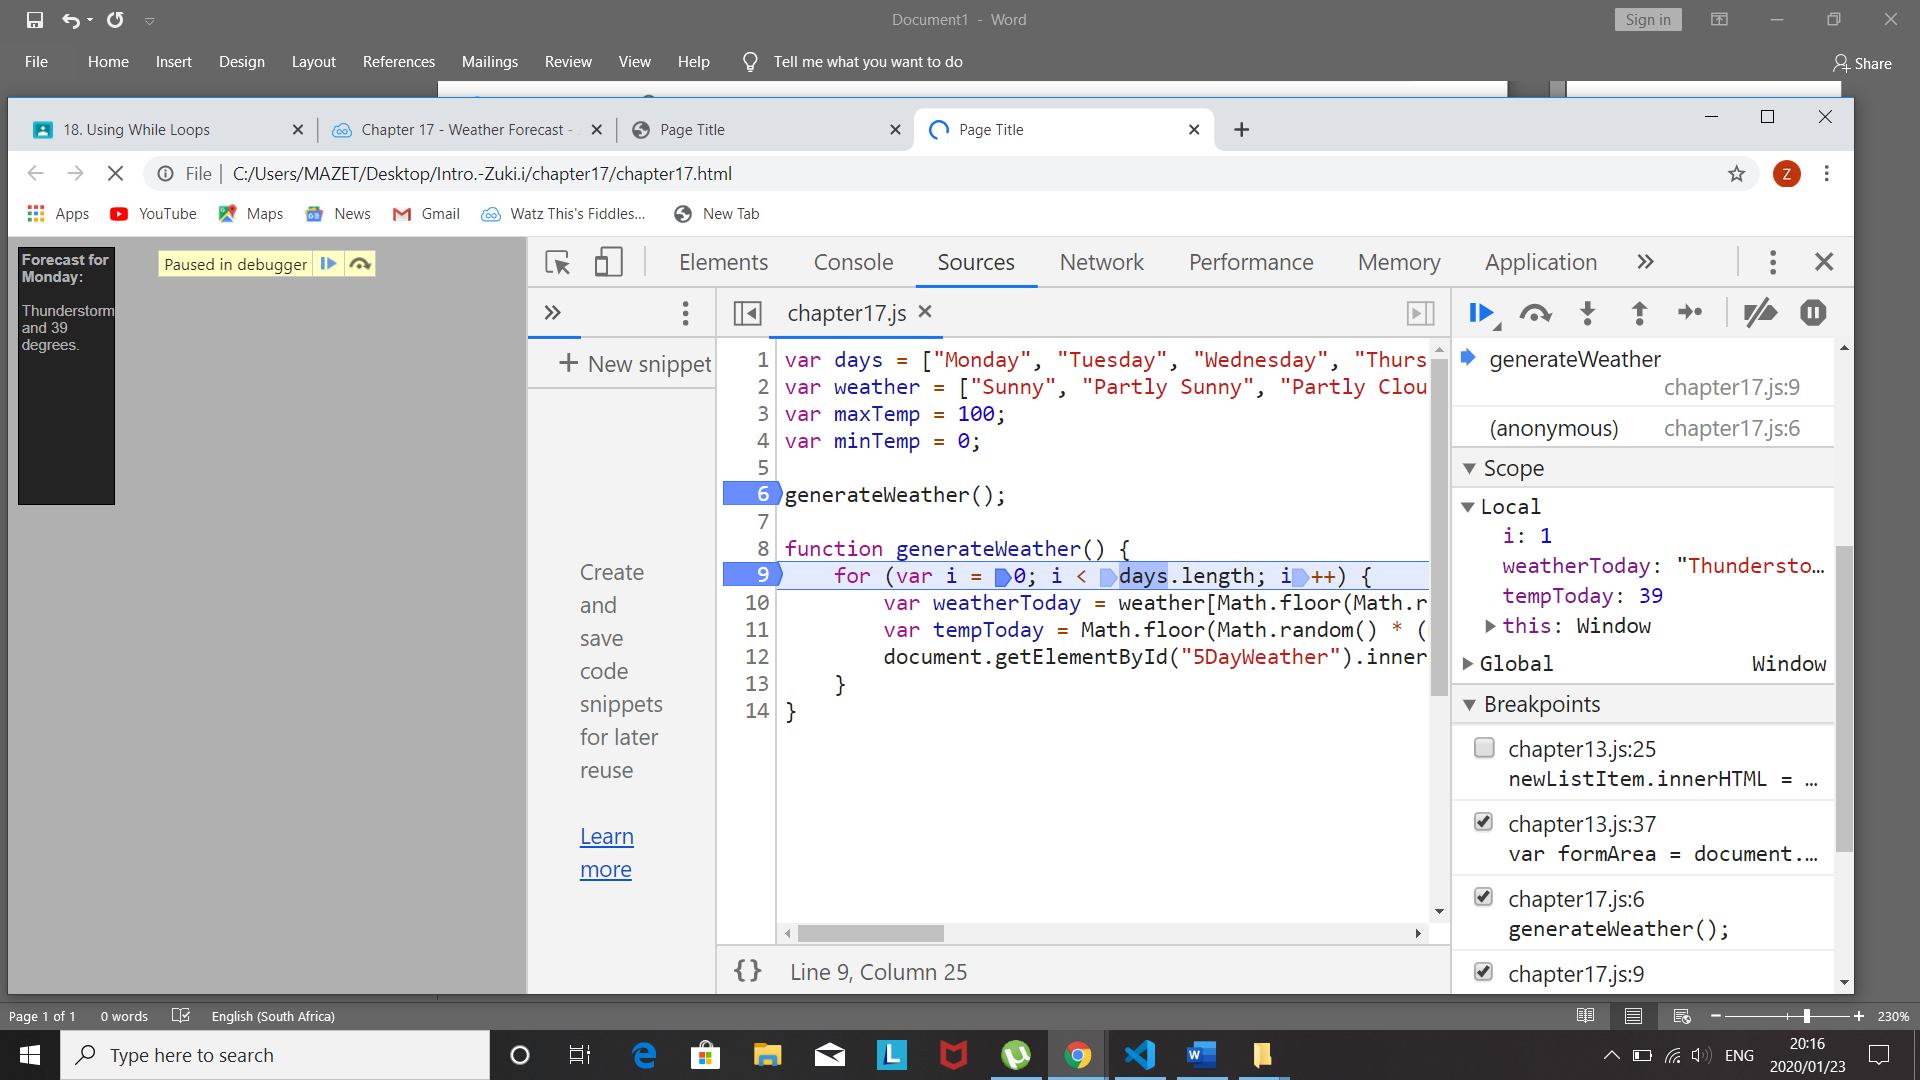 Document1 - Word
Sign in
File Home Insert Design Layout References Mailings Review View Help Tell me what you want to do
Share
18. Using While Loops
Chapter 17 - Weather Forecast -
Page Title
Page Title
File | C:/Users/MAZET/Desktop/Intro.-Zuki.i/chapter17/chapter17.html
Z
Apps YouTube Maps News Gmail Watz This's Fiddles... New Tab
Forecast for
Monday:
Thunderstorm
and 39
degrees.
Paused in debugger
Elements Console Sources Network Performance Memory Application
chapter17.js
+ New snippet
Create
and
save
code
snippets
for later
reuse
Learn
more
1 var days = ["Monday", "Tuesday", "Wednesday", "Thurs
2 var weather = ["Sunny", "Partly Sunny", "Partly Clou
3 var maxTemp = 100;
4 var minTemp = 0;
5
6 generateWeather();
7
8 function generateWeather() {
9 for (var i = 0; i < days.length; i++) {
10 var weatherToday = weather[Math.floor(Math.r
11 var tempToday = Math.floor(Math.random() * (
12 document.getElementById("5DayWeather").inner
13 }
14 }
{} Line 9, Column 25
generateWeather
chapter17.js:9
(anonymous) chapter17.js:6
Scope
Local
i: 1
weatherToday: "Thundersto…
tempToday: 39
this: Window
Global Window
Breakpoints
chapter13.js:25
newListItem.innerHTML = …
chapter13.js:37
var formArea = document.…
chapter17.js:6
generateWeather();
chapter17.js:9
Page 1 of 1 0 words English (South Africa)
230%
Type here to search
ENG
20:16
2020/01/23